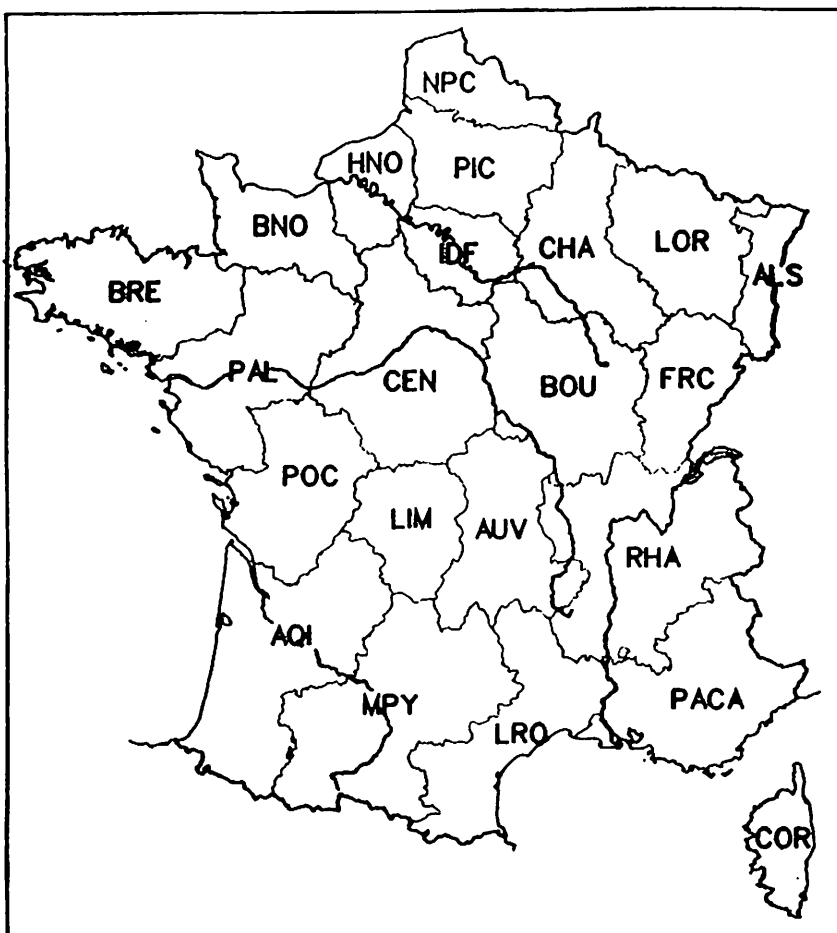 NPC
HNO
PIC
BNO
IDF
CHA
LOR
ALS
BRE
PAL
CEN
BOU
FRC
POC
LIM
AUV
RHA
AQI
MPY
LRO
PACA
COR